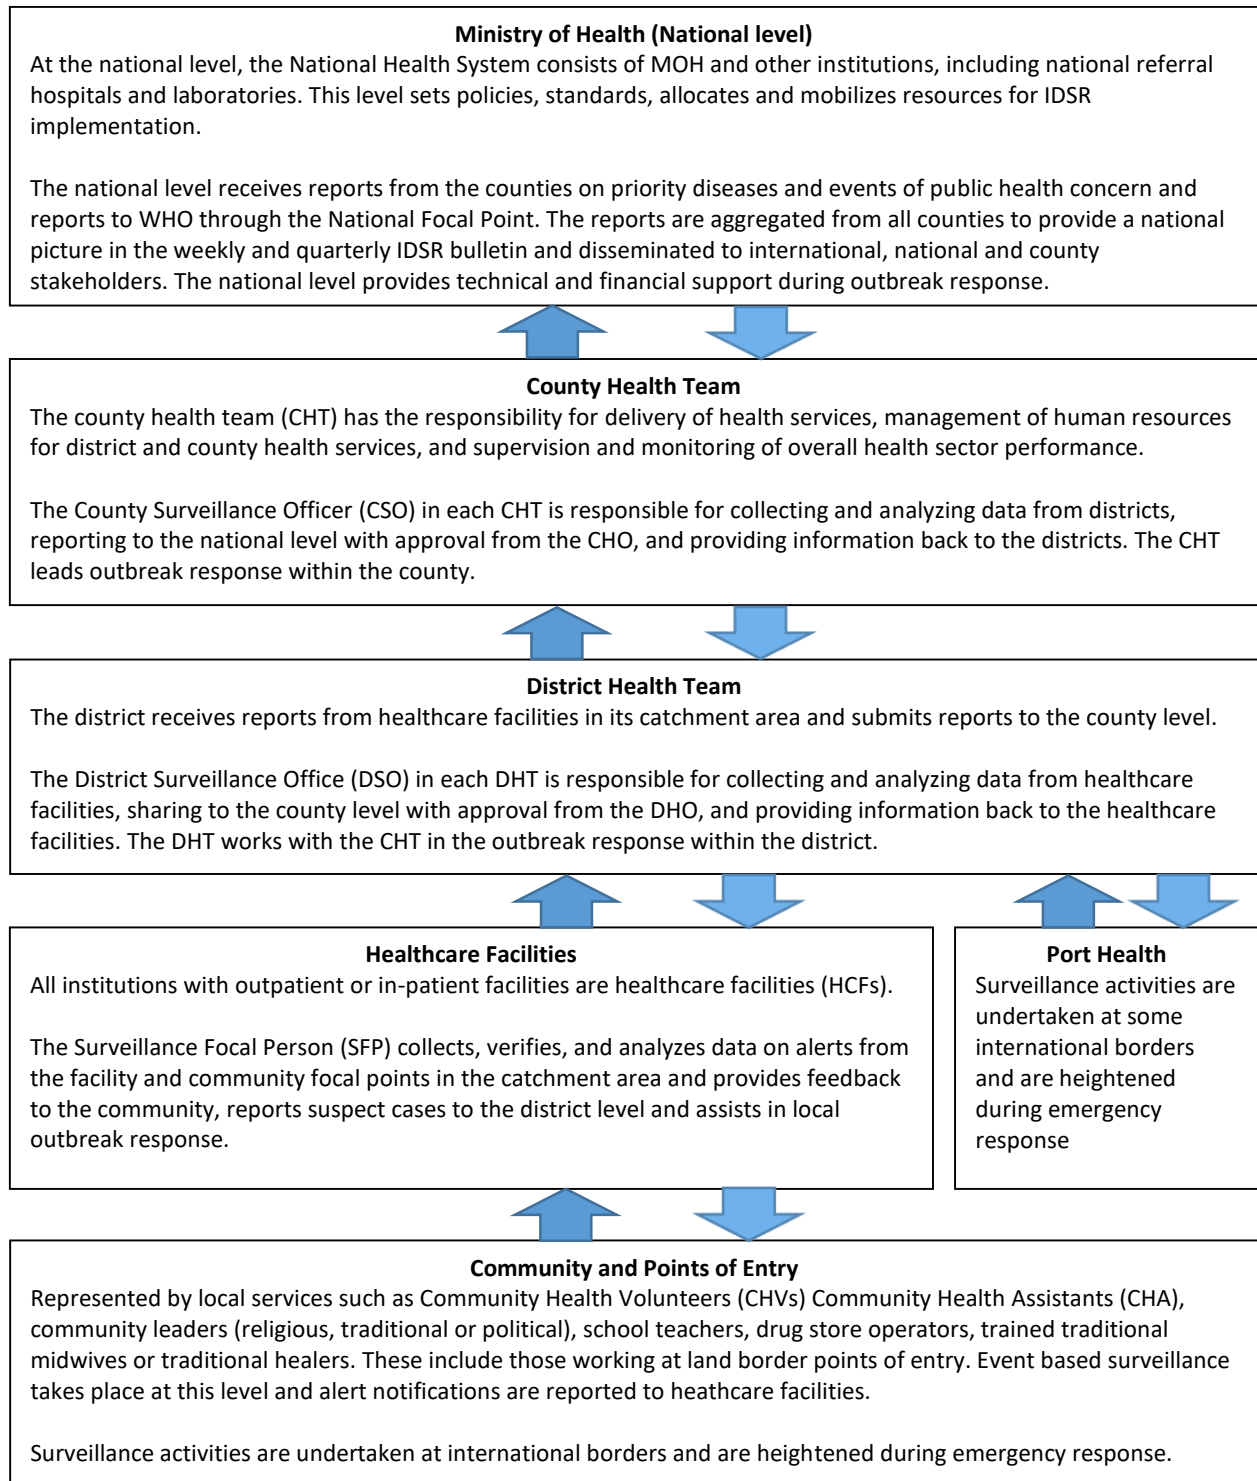 Ministry of Health (National level)
At the national level, the National Health System consists of MOH and other institutions, including national referral
hospitals and laboratories. This level sets policies, standards, allocates and mobilizes resources for IDSR
implementation.
The national level receives reports from the counties on priority diseases and events of public health concern and
reports to WHO through the National Focal Point. The reports are aggregated from all counties to provide a national
picture in the weekly and quarterly IDSR bulletin and disseminated to international, national and county
stakeholders. The national level provides technical and financial support during outbreak response.
County Health Team
The county health team (CHT) has the responsibility for delivery of health services, management of human resources
for district and county health services, and supervision and monitoring of overall health sector performance.
The County Surveillance Officer (CSO) in each CHT is responsible for collecting and analyzing data from districts,
reporting to the national level with approval from the CHO, and providing information back to the districts. The CHT
leads outbreak response within the county.
District Health Team
The district receives reports from healthcare facilities in its catchment area and submits reports to the county level.
The District Surveillance Office (DSO) in each DHT is responsible for collecting and analyzing data from healthcare
facilities, sharing to the county level with approval from the DHO, and providing information back to the healthcare
facilities. The DHT works with the CHT in the outbreak response within the district.
Healthcare Facilities
All institutions with outpatient or in-patient facilities are healthcare facilities (HCFs).
The Surveillance Focal Person (SFP) collects, verifies, and analyzes data on alerts from
the facility and community focal points in the catchment area and provides feedback
to the community, reports suspect cases to the district level and assists in local
outbreak response.
Port Health
Surveillance activities are
undertaken at some
international borders
and are heightened
during emergency
response
Community and Points of Entry
Represented by local services such as Community Health Volunteers (CHVs) Community Health Assistants (CHA),
community leaders (religious, traditional or political), school teachers, drug store operators, trained traditional
midwives or traditional healers. These include those working at land border points of entry. Event based surveillance
takes place at this level and alert notifications are reported to heathcare facilities.
Surveillance activities are undertaken at international borders and are heightened during emergency response.